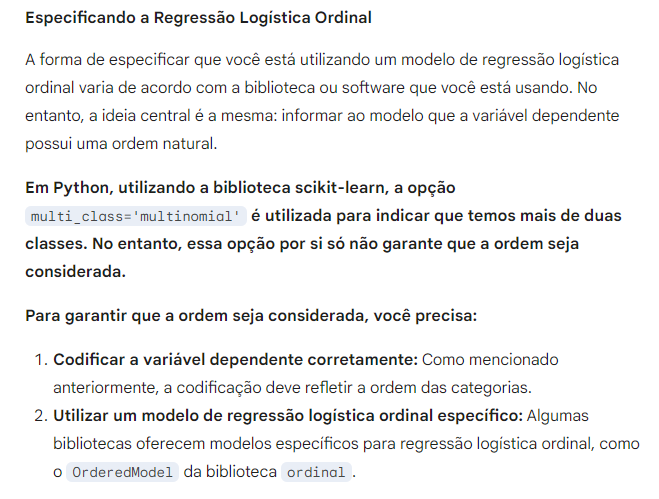 Especificando a Regressão Logística Ordinal
A forma de especificar que você está utilizando um modelo de regressão logística
ordinal varia de acordo com a biblioteca ou software que você está usando. No
entanto, a ideia central é a mesma: informar ao modelo que a variável dependente
possui uma ordem natural.
Em Python, utilizando a biblioteca scikit-learn, a opção
multi_class='multinomial' é utilizada para indicar que temos mais de duas
classes. No entanto, essa opção por si só não garante que a ordem seja
considerada.
Para garantir que a ordem seja considerada, você precisa:
1. Codificar a variável dependente corretamente: Como mencionado
anteriormente, a codificação deve refletir a ordem das categorias.
2. Utilizar um modelo de regressão logística ordinal específico: Algumas
bibliotecas oferecem modelos específicos para regressão logística ordinal, como
o OrderedModel da biblioteca ordinal.